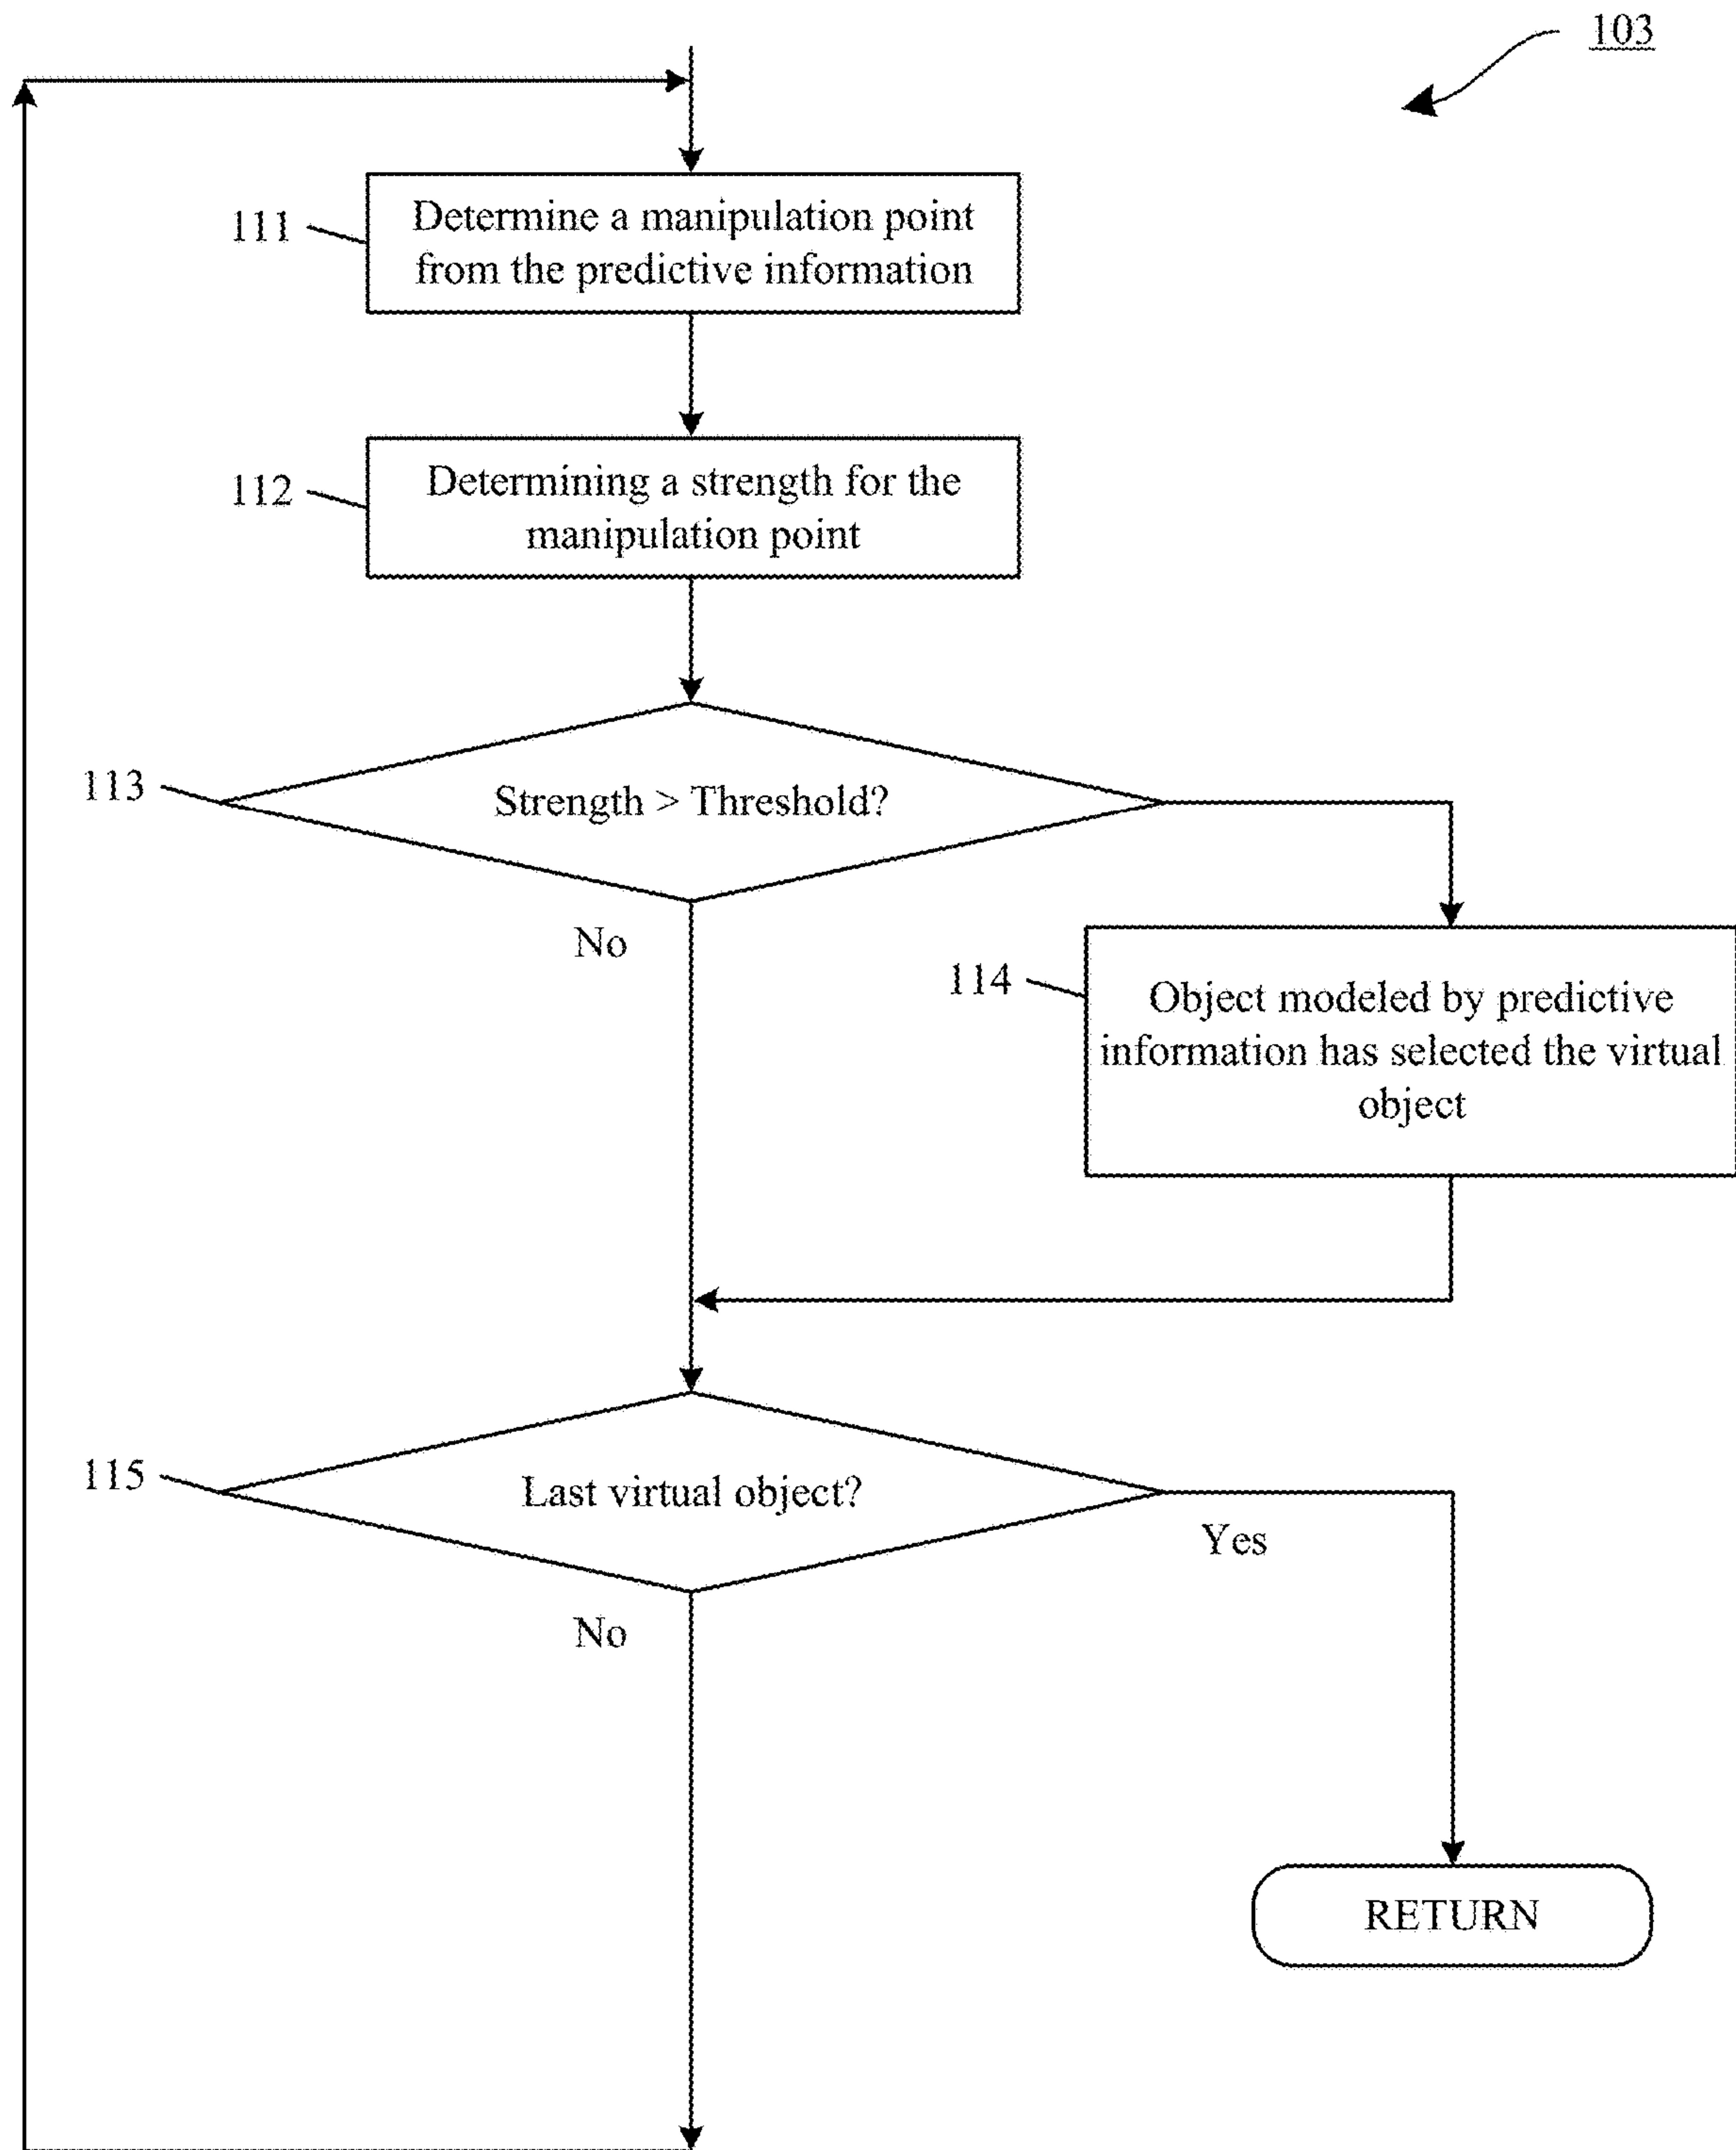 103
111
Determine a manipulation point
from the predictive information
112
Determining a strength for the
manipulation point
113
Strength > Threshold?
No
114
Object modeled by predictive
information has selected the virtual
object
115
Last virtual object?
Yes
No
RETURN